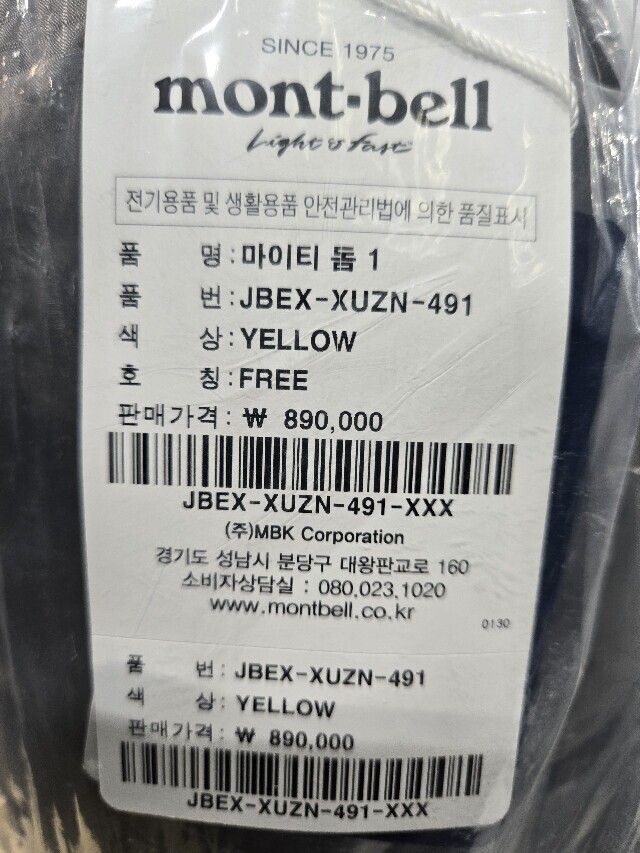 SINCE 1975
mont-bell
Light & Fast
전기용품 및 생활용품 안전관리법에 의한 품질표시
품 명 : 마이티 돔 1
품 번 : JBEX-XUZN-491
색 상 : YELLOW
호 칭 : FREE
판매가격 : ₩ 890,000
JBEX-XUZN-491-XXX
(주)MBK Corporation
경기도 성남시 분당구 대왕판교로 160
소비자상담실 : 080.023.1020
www.montbell.co.kr
0130
품 번 : JBEX-XUZN-491
색 상 : YELLOW
판매가격 : ₩ 890,000
JBEX-XUZN-491-XXX